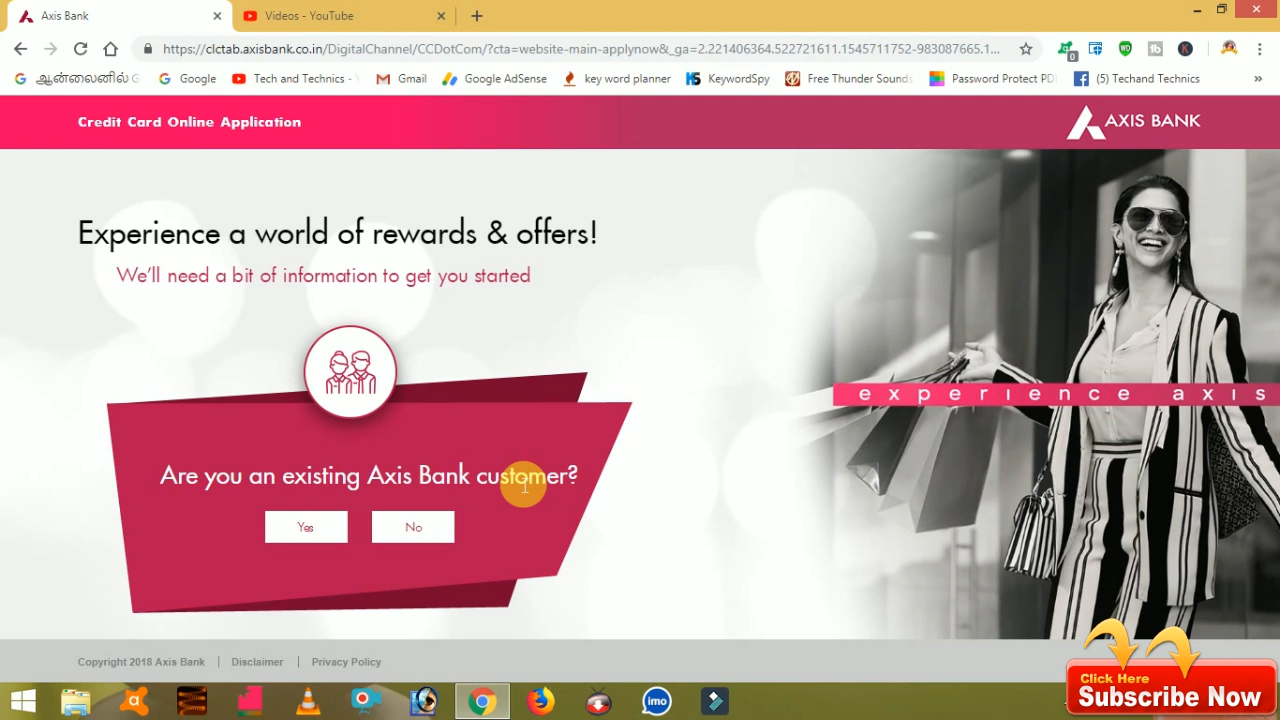 Axis Bank
Videos - YouTube
https://clctab.axisbank.co.in/DigitalChannel/CCDotCom/?cta=website-main-applynow&_ga=2.221406364.522721611.1545711752-983087665.1...
ஆன்லைனில் G
Google
Tech and Technics -
Gmail
Google AdSense
key word planner
KeywordSpy
Free Thunder Sounds
Password Protect PD
(5) Techand Technics
»
Credit Card Online Application
AXIS BANK
Experience a world of rewards & offers!
We'll need a bit of information to get you started
experience axis
Are you an existing Axis Bank customer?
Yes
No
Copyright 2018 Axis Bank | Disclaimer | Privacy Policy
Click Here
Subscribe Now
imo